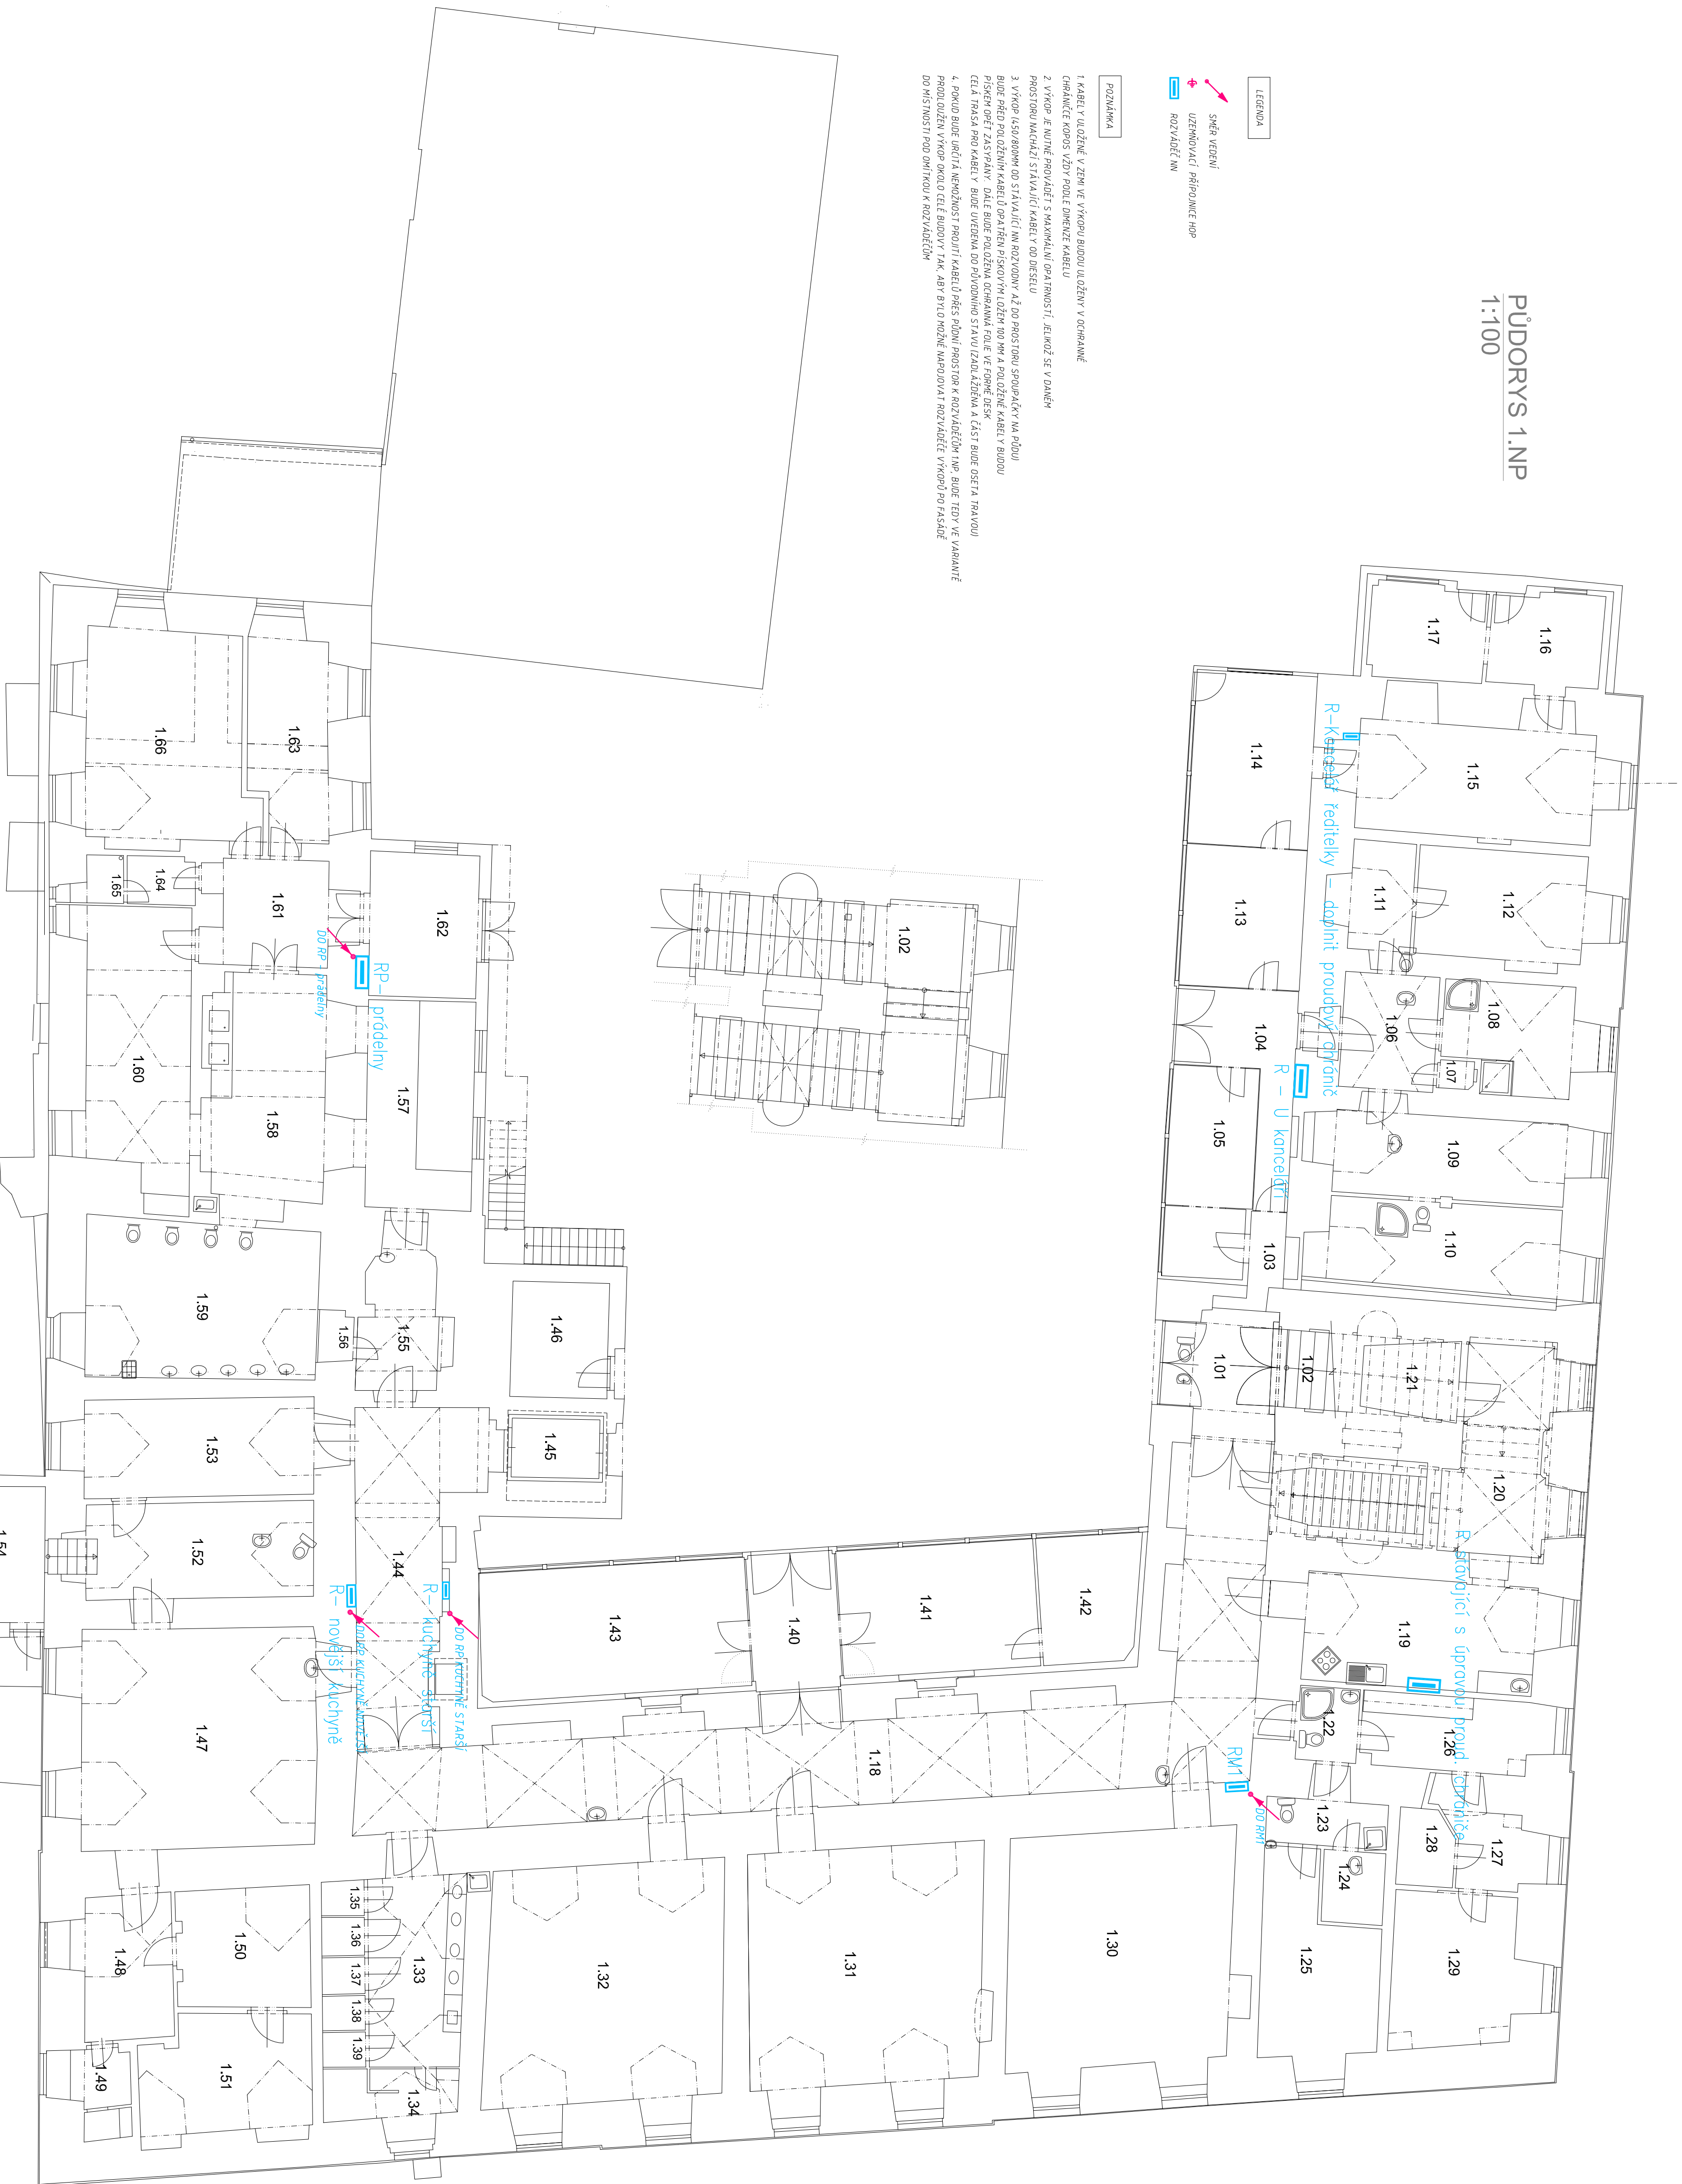 PŮDORYS 1.NP
1:100
LEGENDA
SMĚR VEDENÍ
UZEMŇOVACÍ PŘÍPOJNICE HOP
ROZVÁDĚČ NN
POZNÁMKA
1. KABELY ULOŽENÉ V ZEMI VE VÝKOPU BUDOU ULOŽENY V OCHRANNÉ
CHRÁNIČCE KOPOS VŽDY PODLE DIMENZE KABELU
2. VÝKOP JE NUTNÉ PROVÁDĚT S MAXIMÁLNÍ OPATRNOSTÍ, JELIKOŽ SE V DANÉM
PROSTORU NACHÁZÍ STÁVAJÍCÍ KABELY OD DIESELU
3. VÝKOP (450/800MM OD STÁVAJÍCÍ NN ROZVODNY AŽ DO PROSTORU SPOUPAČKY NA PŮDU)
BUDE PŘED POLOŽENÍM KABELŮ OPATŘEN PÍSKOVÝM LOŽEM 100 MM A POLOŽENÉ KABELY BUDOU
PÍSKEM OPĚT ZASYPÁNY. DÁLE BUDE POLOŽENA OCHRANNÁ FOLIE VE FORMĚ DESK
CELÁ TRASA PRO KABELY BUDE UVEDENA DO PŮVODNÍHO STAVU (ZADLÁŽDĚNA A ČÁST BUDE OSETA TRAVOU)
4. POKUD BUDE URČITÁ NEMOŽNOST PROJITÍ KABELŮ PŘES PŮDNÍ PROSTOR K ROZVÁDĚČŮM 1.NP, BUDE TEDY VE VARIANTĚ
PRODLOUŽEN VÝKOP OKOLO CELÉ BUDOVY TAK, ABY BYLO MOŽNÉ NAPOJOVAT ROZVÁDĚČE VÝKOPŮ PO FASÁDĚ
DO MÍSTNOSTI POD OMÍTKOU K ROZVÁDĚČŮM
1.16
1.17
1.15
1.14
R-Kancelář ředitelky - doplnit proudový chránič
1.12
1.11
1.13
1.08
1.07
1.06
1.04
R - U kanceláří
1.05
1.09
1.10
1.03
1.02
1.01
1.02
1.21
1.20
R stávající s úpravou proud. chrániče
1.19
1.22
1.26
1.27
1.28
1.23
1.24
1.29
1.25
RM1
DO RM1
1.18
1.30
1.31
1.32
1.42
1.41
1.40
1.43
1.33
1.34
1.35
1.36
1.37
1.38
1.39
1.63
1.66
1.62
1.61
1.64
1.65
RP- prádelny
DO RP - prádelny
1.57
1.58
1.60
1.46
1.55
1.56
1.59
1.45
1.53
1.44
1.52
R- kuchyně starší
DO RP KUCHYNĚ STARŠÍ
R- novější kuchyně
DO RP KUCHYNĚ NOVĚJŠÍ
1.54
1.47
1.50
1.48
1.51
1.49